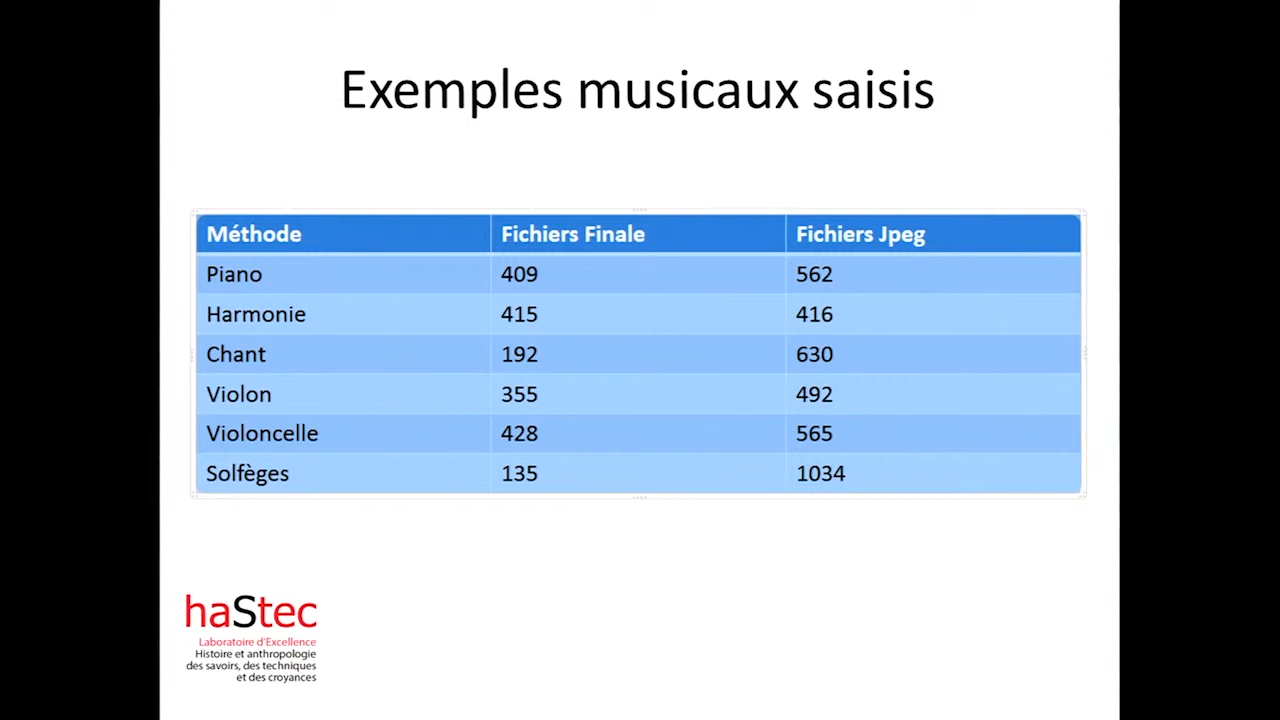 Exemples musicaux saisis
Méthode Fichiers Finale Fichiers Jpeg
Piano 409 562
Harmonie 415 416
Chant 192 630
Violon 355 492
Violoncelle 428 565
Solfèges 135 1034
haStec
Laboratoire d'Excellence
Histoire et anthropologie
des savoirs, des techniques
et des croyances